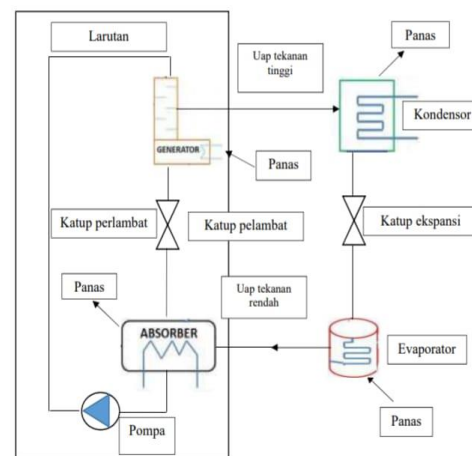 Larutan
Uap tekanan
tinggi
Panas
Kondensor
GENERATOR
Panas
Katup perlambat
Katup pelambat
Katup ekspansi
Panas
Uap tekanan
rendah
ABSORBER
Evaporator
Panas
Pompa